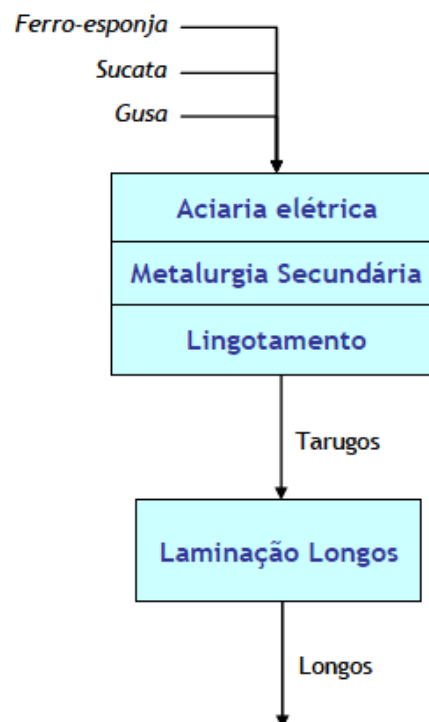 Ferro-esponja
Sucata
Gusa
Aciaria elétrica
Metalurgia Secundária
Lingotamento
Tarugos
Laminação Longos
Longos